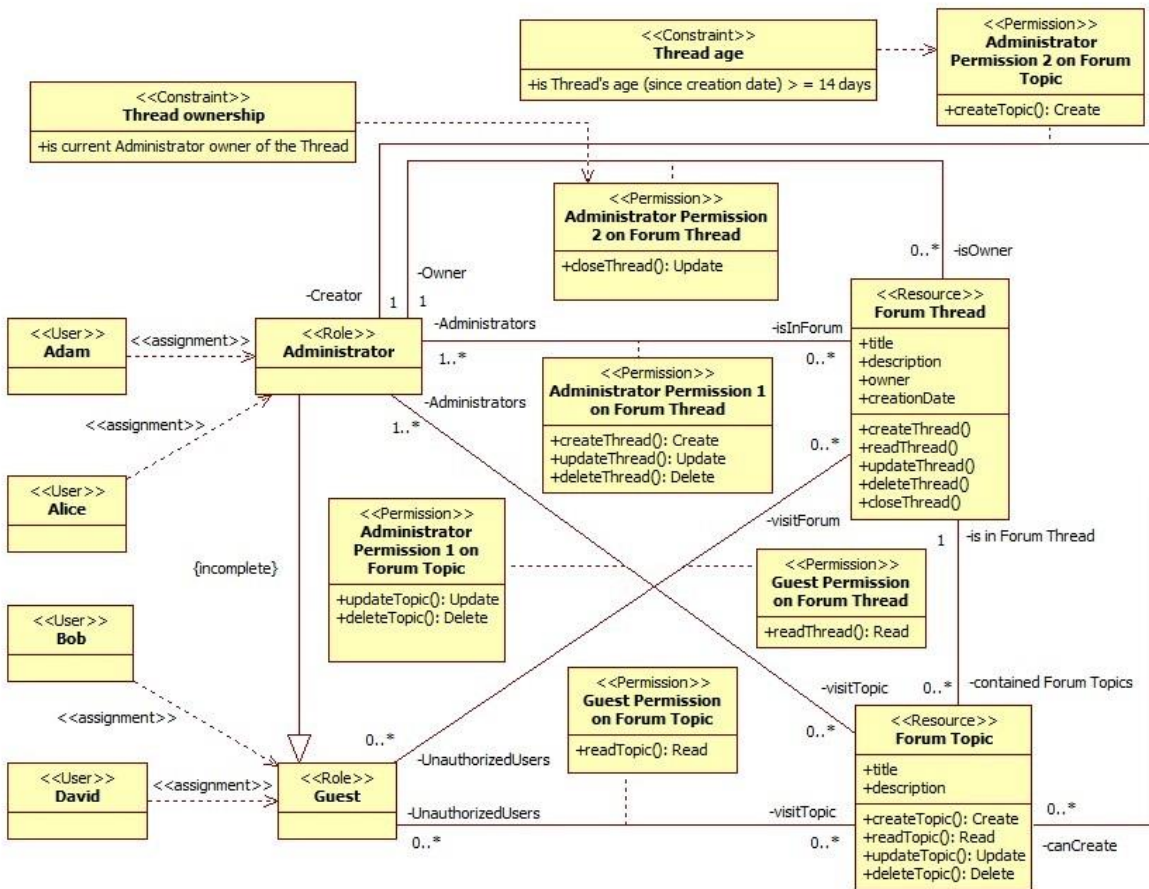 <<Constraint>>
Thread age
+is Thread's age (since creation date) > = 14 days
<<Permission>>
Administrator
Permission 2 on Forum
Topic
+createTopic(): Create
<<Constraint>>
Thread ownership
+is current Administrator owner of the Thread
<<Permission>>
Administrator Permission
2 on Forum Thread
+closeThread(): Update
0..*
-isOwner
-Owner
-Creator
1
1
<<User>>
Adam
<<assignment>>
<<Role>>
Administrator
-Administrators
1..*
-isInForum
0..*
<<Resource>>
Forum Thread
+title
+description
+owner
+creationDate
+createThread()
+readThread()
+updateThread()
+deleteThread()
+closeThread()
<<Permission>>
Administrator Permission 1
on Forum Thread
+createThread(): Create
+updateThread(): Update
+deleteThread(): Delete
-Administrators
1..*
<<assignment>>
0..*
<<User>>
Alice
<<Permission>>
Administrator
Permission 1 on
Forum Topic
+updateTopic(): Update
+deleteTopic(): Delete
-visitForum
1
-is in Forum Thread
{incomplete}
<<Permission>>
Guest Permission
on Forum Thread
+readThread(): Read
<<User>>
Bob
<<assignment>>
<<Permission>>
Guest Permission
on Forum Topic
+readTopic(): Read
-visitTopic
0..*
0..*
-contained Forum Topics
<<Resource>>
Forum Topic
+title
+description
+createTopic(): Create
+readTopic(): Read
+updateTopic(): Update
+deleteTopic(): Delete
0..*
-UnauthorizedUsers
<<User>>
David
<<assignment>>
<<Role>>
Guest
-UnauthorizedUsers
0..*
-visitTopic
0..*
0..*
-canCreate